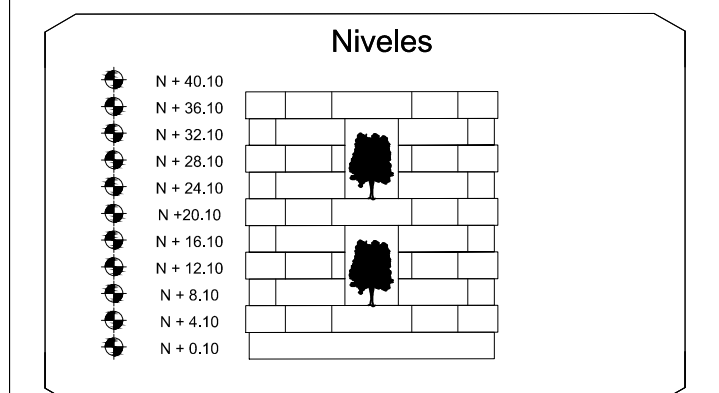 Niveles
N + 40.10
N + 36.10
N + 32.10
N + 28.10
N + 24.10
N +20.10
N + 16.10
N + 12.10
N + 8.10
N + 4.10
N + 0.10